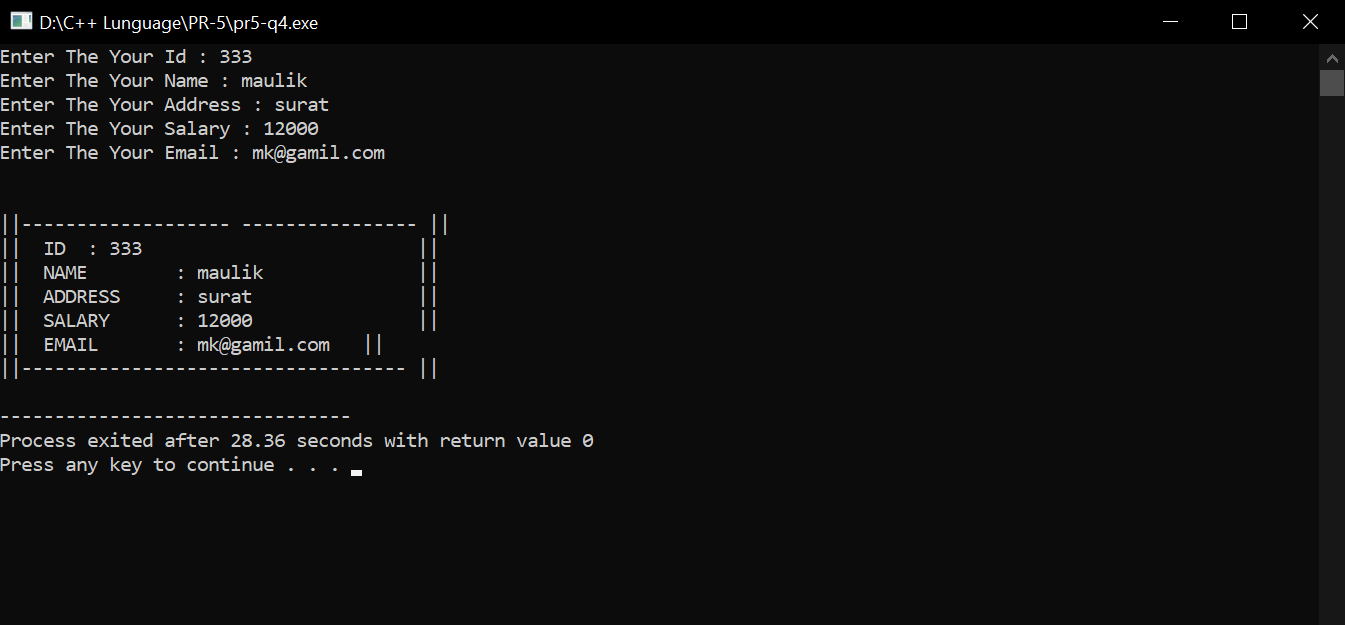 D:\C++ Lunguage\PR-5\pr5-q4.exe
Enter The Your Id : 333
Enter The Your Name : maulik
Enter The Your Address : surat
Enter The Your Salary : 12000
Enter The Your Email : mk@gamil.com
||------------------- ---------------- ||
||  ID  : 333                         ||
||  NAME        : maulik              ||
||  ADDRESS     : surat               ||
||  SALARY      : 12000               ||
||  EMAIL       : mk@gamil.com   ||
||----------------------------------- ||
--------------------------------
Process exited after 28.36 seconds with return value 0
Press any key to continue . . .